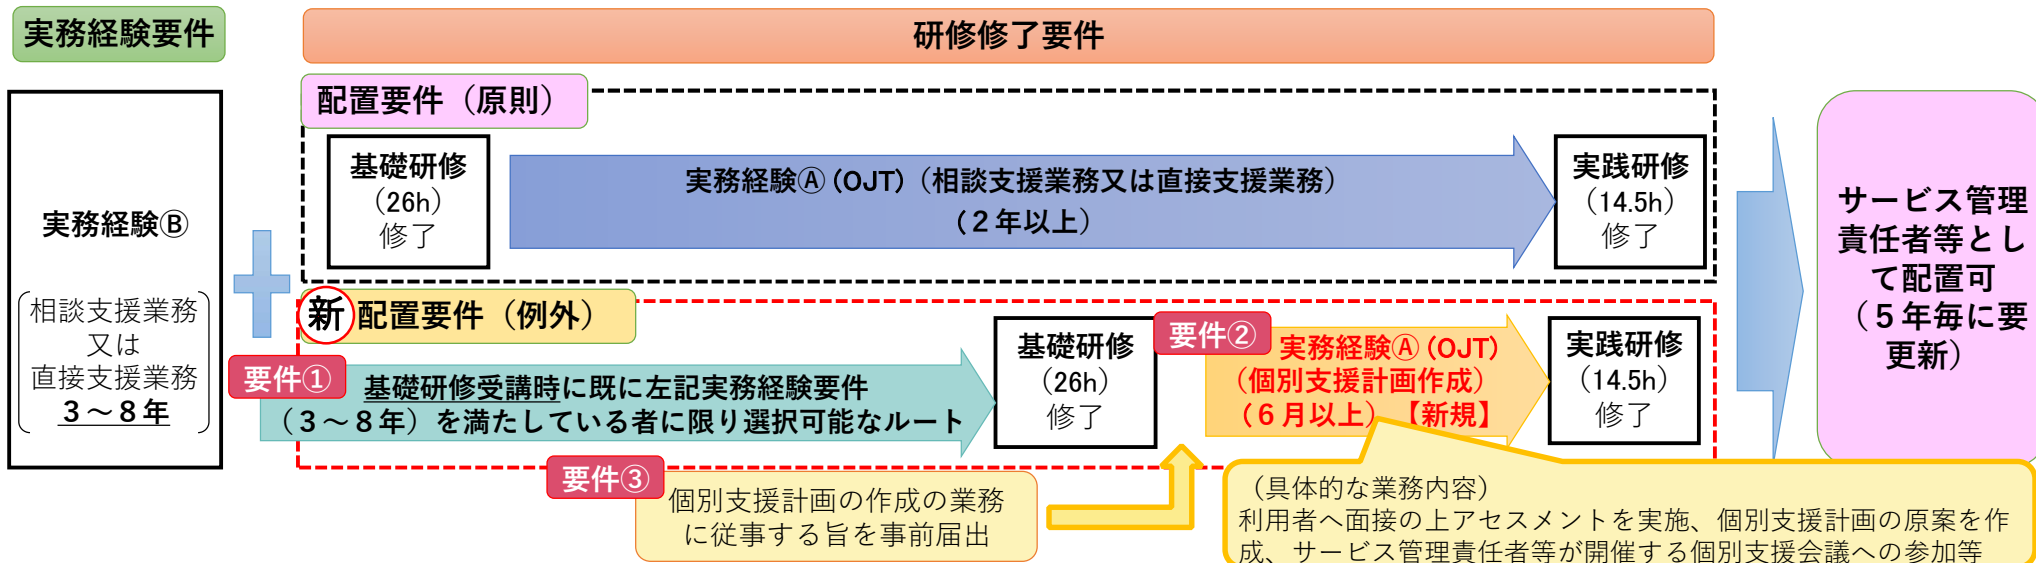 実務経験要件
研修修了要件
実務経験Ⓑ
相談支援業務
又は
直接支援業務
３～８年
配置要件（原則）
基礎研修
（26h）
修了
実務経験Ⓐ (OJT)（相談支援業務又は直接支援業務）
（２年以上）
実践研修
（14.5h）
修了
新
配置要件（例外）
要件①
基礎研修受講時に既に左記実務経験要件
（３～８年）を満たしている者に限り選択可能なルート
基礎研修
（26h）
修了
要件②
実務経験Ⓐ (OJT)
（個別支援計画作成）
（６月以上）【新規】
実践研修
（14.5h）
修了
要件③
個別支援計画の作成の業務
に従事する旨を事前届出
（具体的な業務内容）
利用者へ面接の上アセスメントを実施、個別支援計画の原案を作
成、サービス管理責任者等が開催する個別支援会議への参加等
サービス管理
責任者等とし
て配置可
（５年毎に要
更新）